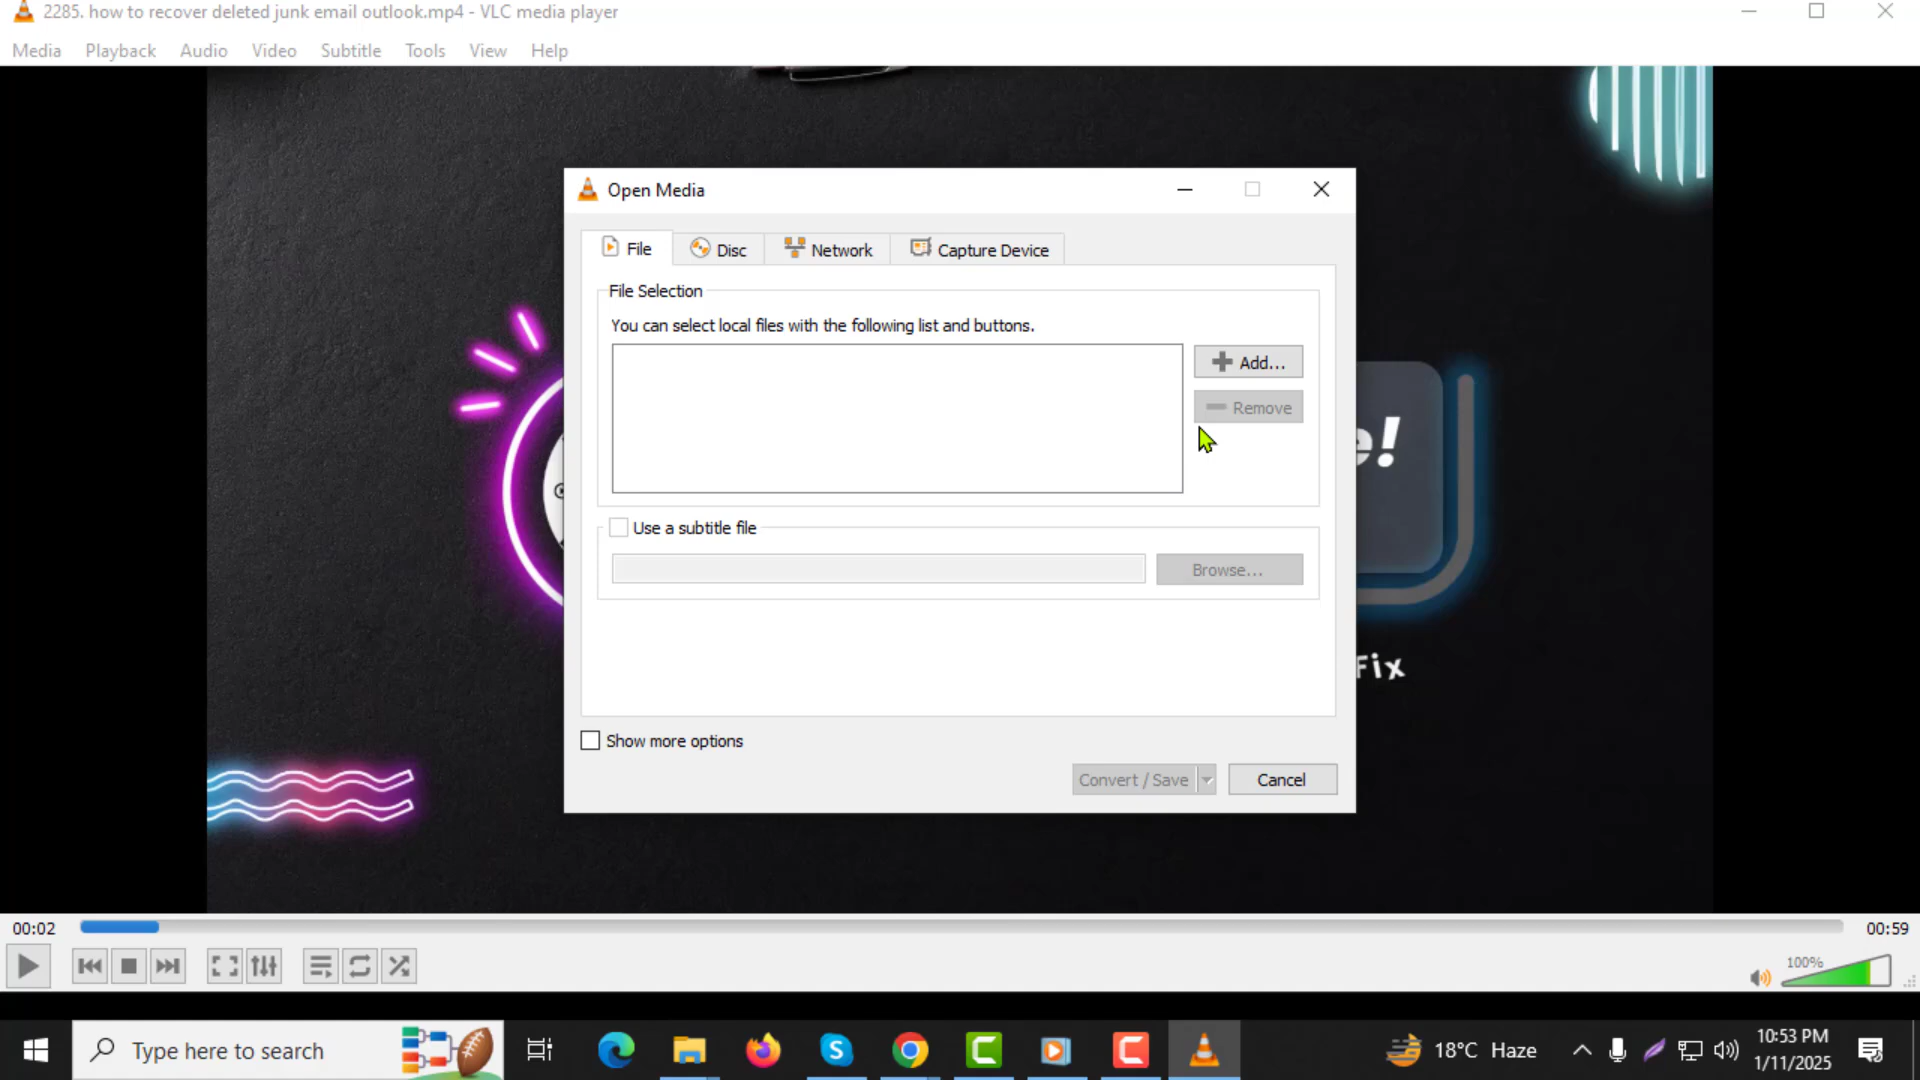 2285. how to recover deleted junk email outlook.mp4 - VLC media player
Media Playback Audio Video Subtitle Tools View Help
Open Media
File Disc Network Capture Device
File Selection
You can select local files with the following list and buttons.
Add...
Remove
e!
Use a subtitle file
Browse...
Fix
Show more options
Convert / Save Cancel
00:02 00:59
100%
Type here to search
18°C Haze
10:53 PM
1/11/2025